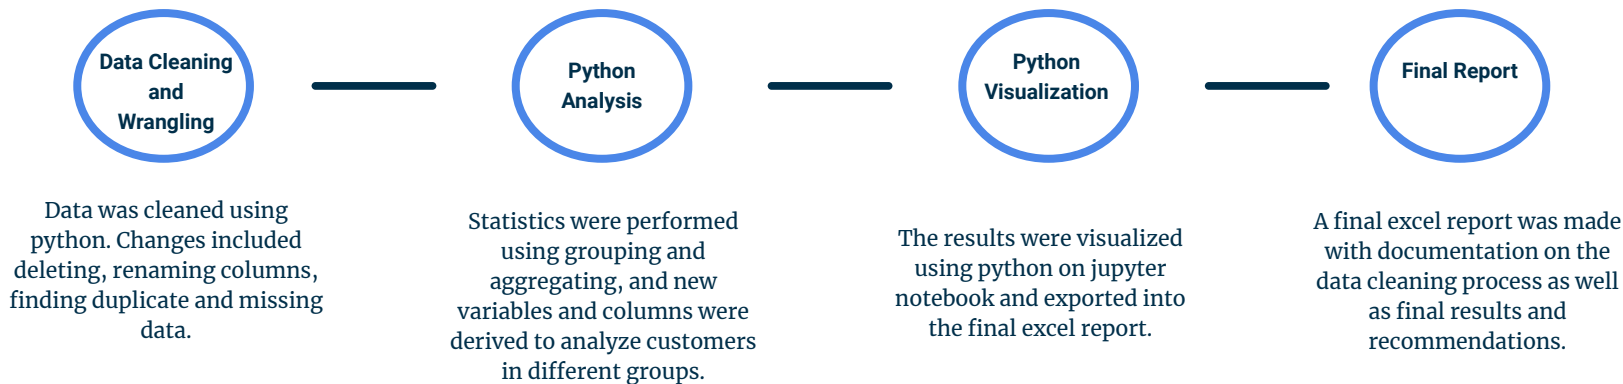 Data Cleaning
and
Wrangling
Data was cleaned using
python. Changes included
deleting, renaming columns,
finding duplicate and missing
data.
Python
Analysis
Statistics were performed
using grouping and
aggregating, and new
variables and columns were
derived to analyze customers
in different groups.
Python
Visualization
The results were visualized
using python on jupyter
notebook and exported into
the final excel report.
Final Report
A final excel report was made
with documentation on the
data cleaning process as well
as final results and
recommendations.